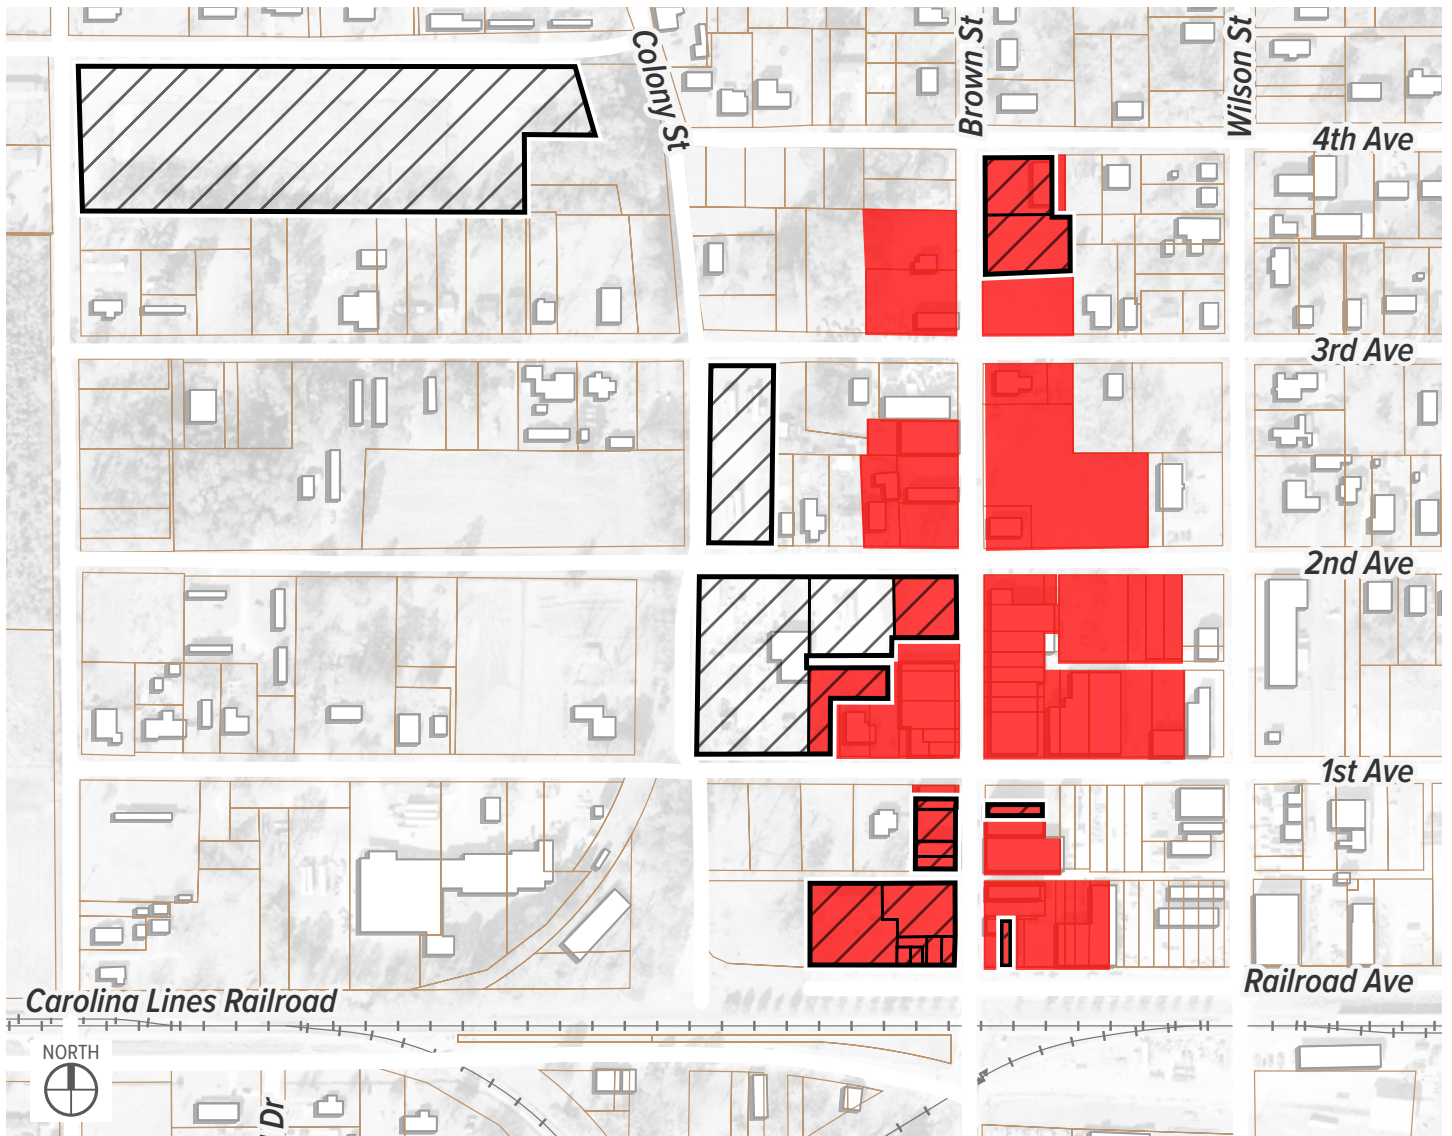 Colony St
Brown St
Wilson St
4th Ave
3rd Ave
2nd Ave
1st Ave
Railroad Ave
Carolina Lines Railroad
NORTH
Dr